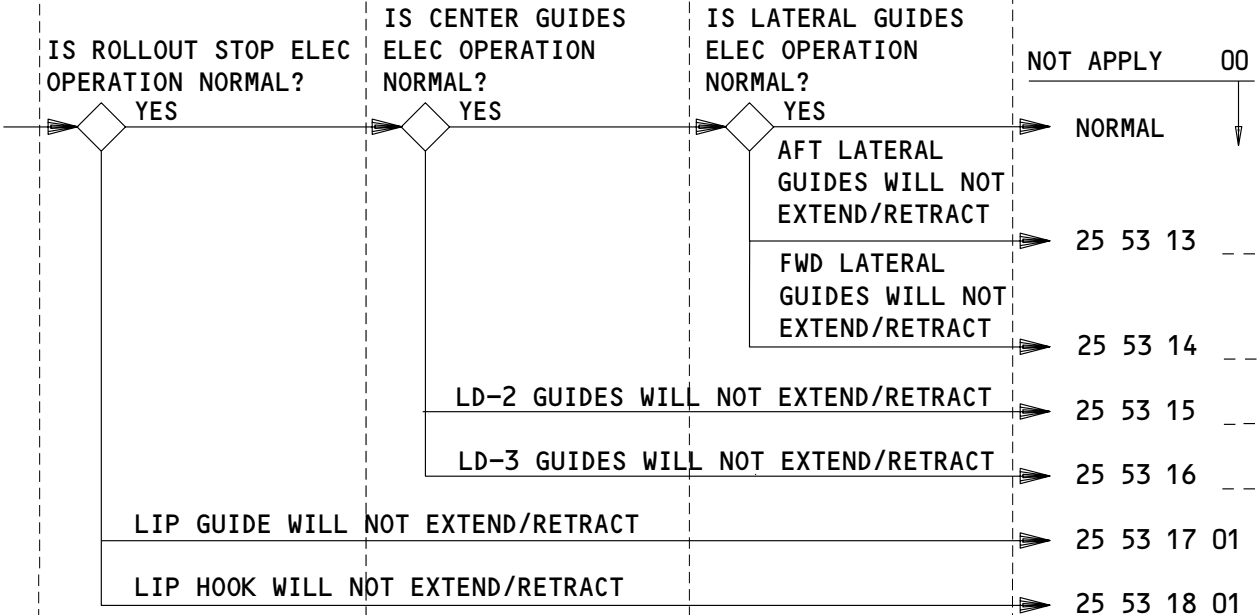 IS ROLLOUT STOP ELEC
OPERATION NORMAL?
YES
IS CENTER GUIDES
ELEC OPERATION
NORMAL?
YES
IS LATERAL GUIDES
ELEC OPERATION
NORMAL?
YES
NOT APPLY 00
NORMAL
AFT LATERAL
GUIDES WILL NOT
EXTEND/RETRACT
25 53 13 _ _
FWD LATERAL
GUIDES WILL NOT
EXTEND/RETRACT
25 53 14 _ _
LD-2 GUIDES WILL NOT EXTEND/RETRACT
25 53 15 _ _
LD-3 GUIDES WILL NOT EXTEND/RETRACT
25 53 16 _ _
LIP GUIDE WILL NOT EXTEND/RETRACT
25 53 17 01
LIP HOOK WILL NOT EXTEND/RETRACT
25 53 18 01